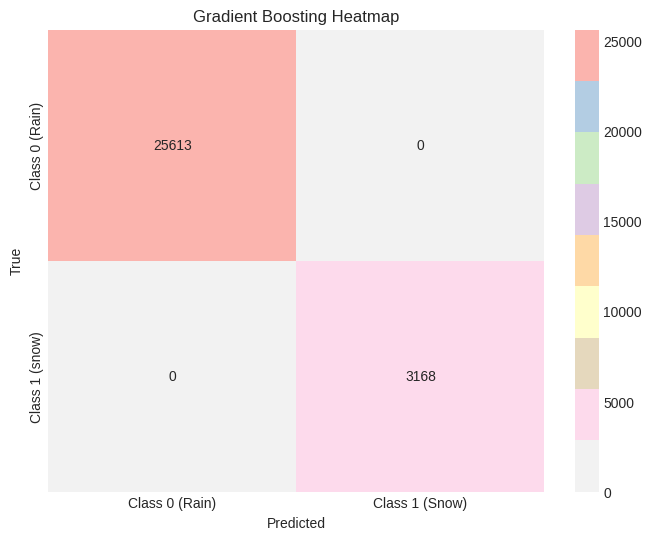 Gradient Boosting Heatmap
True
Class 0 (Rain)
25613
0
Class 1 (snow)
0
3168
Class 0 (Rain)
Class 1 (Snow)
Predicted
25000
20000
15000
10000
5000
0